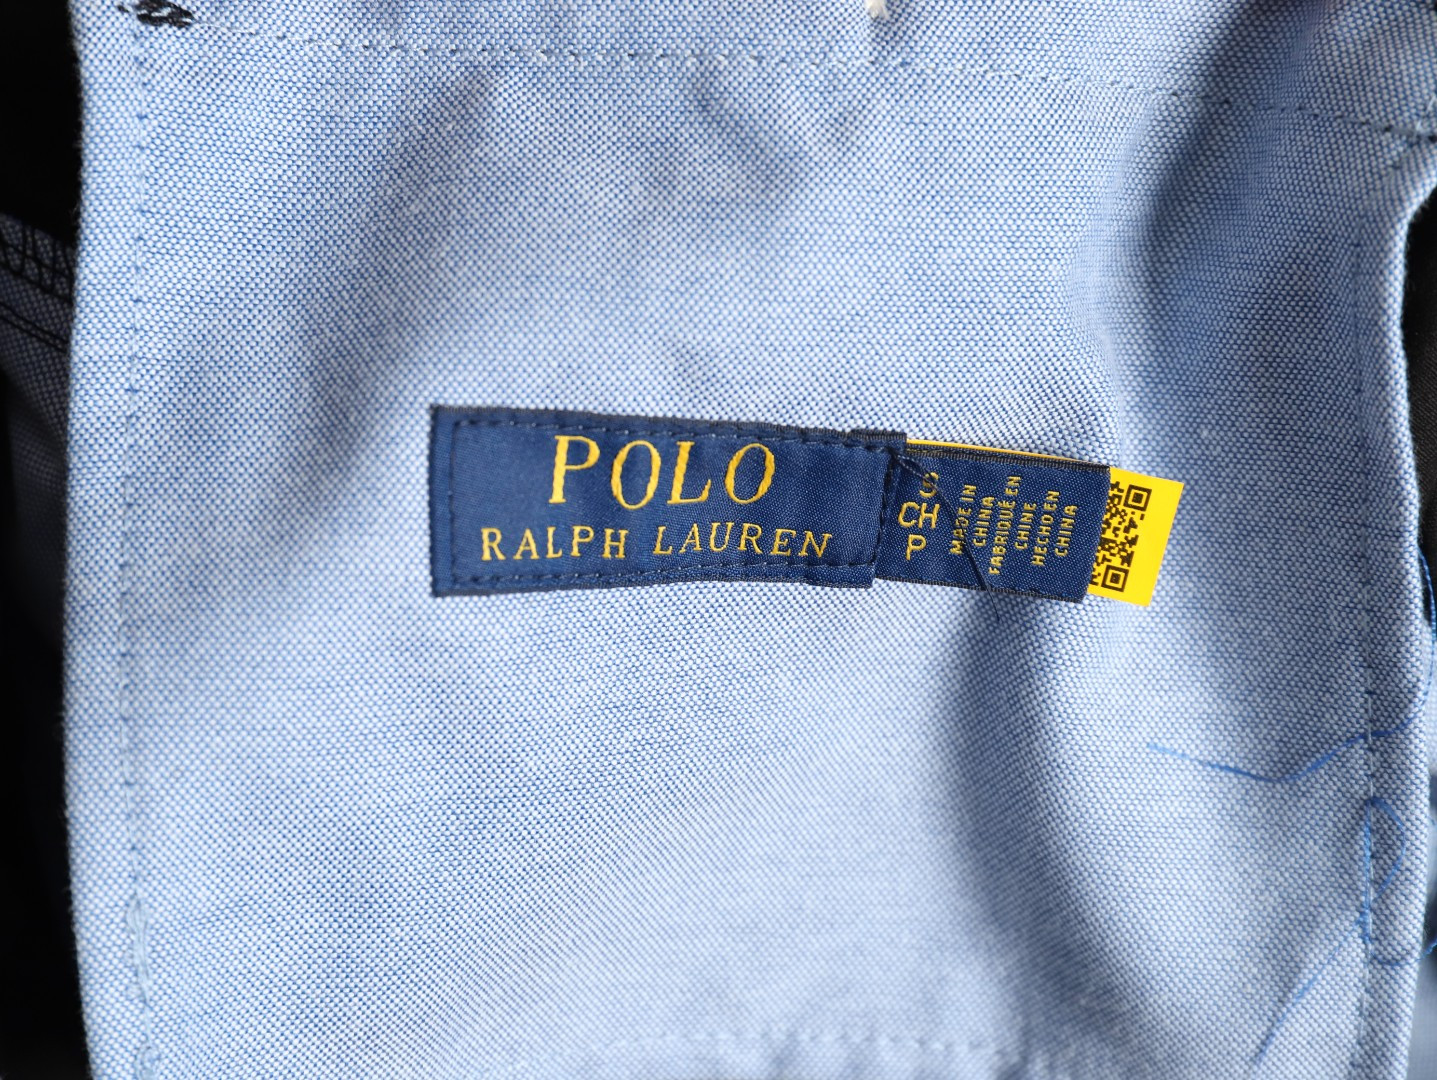 POLO
RALPH LAUREN
S
CH
P
MADE IN
CHINA
FABRIQUÉ EN
CHINE
HECHO EN
CHINA